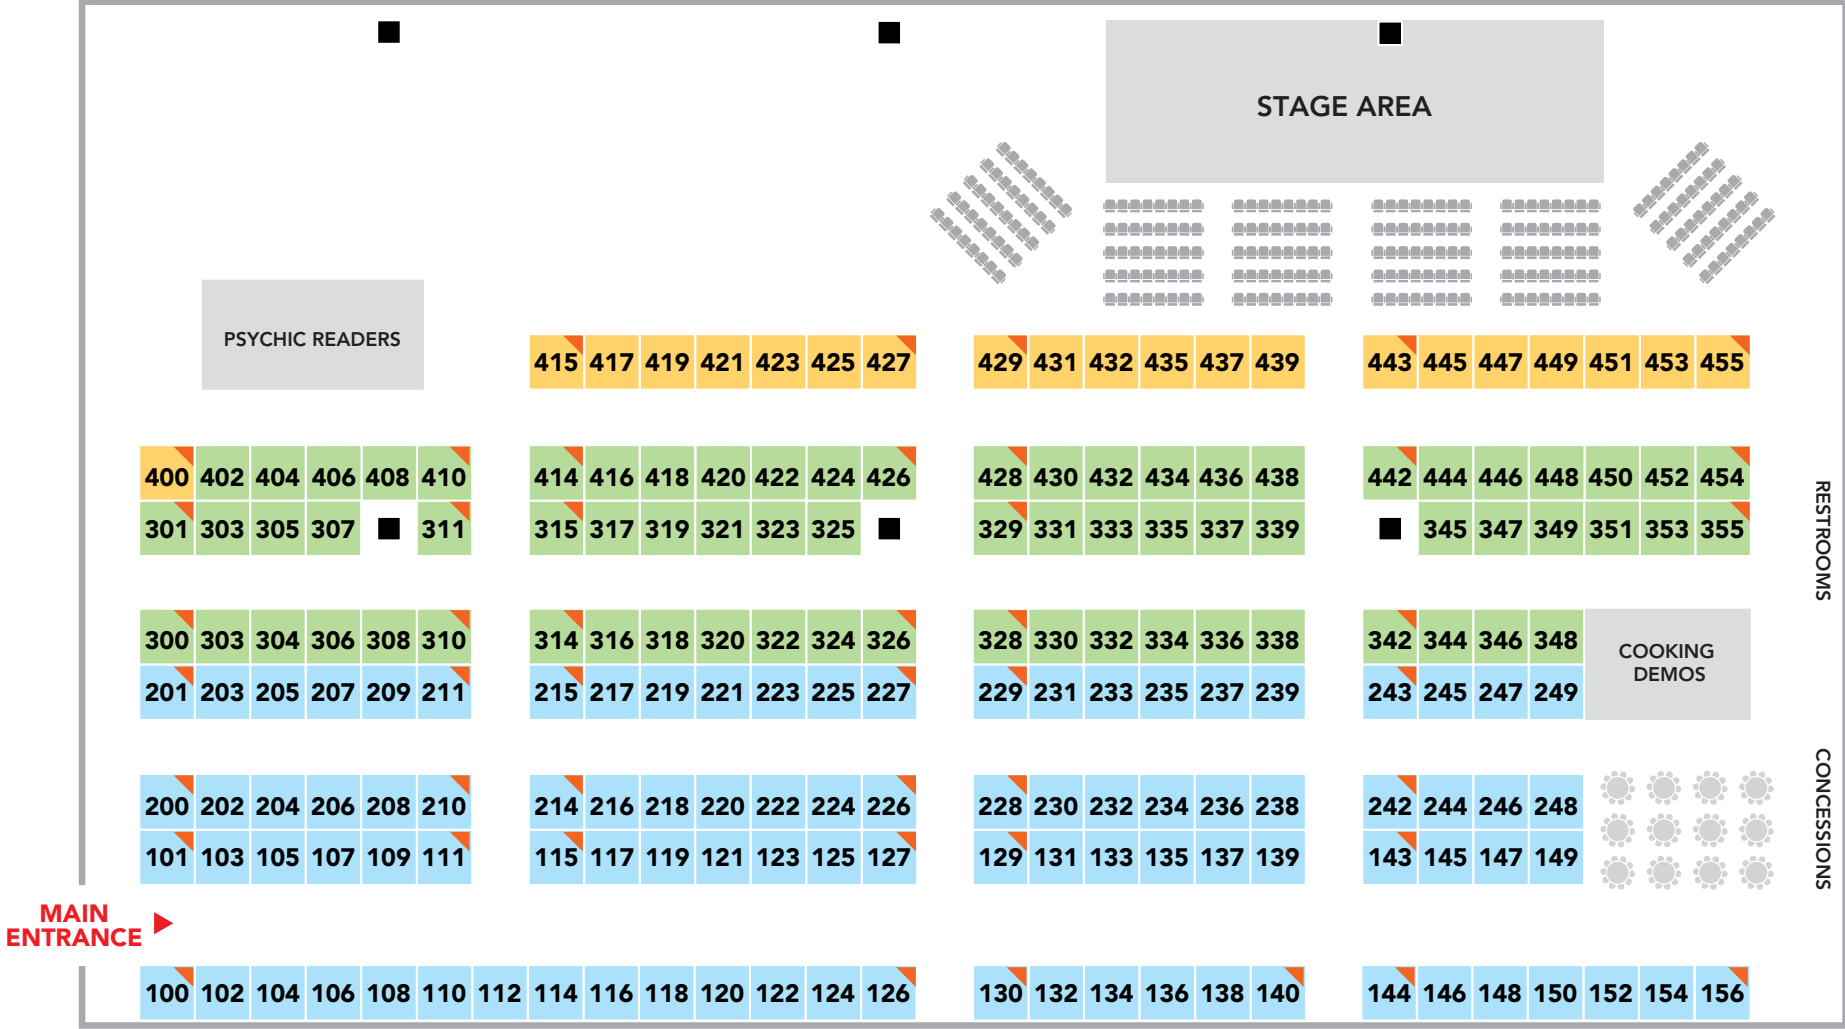 STAGE AREA
PSYCHIC READERS
415 417 419 421 423 425 427 429 431 432 435 437 439 443 445 447 449 451 453 455
400 402 404 406 408 410 414 416 418 420 422 424 426 428 430 432 434 436 438 442 444 446 448 450 452 454
301 303 305 307 311 315 317 319 321 323 325 329 331 333 335 337 339 345 347 349 351 353 355
RESTROOMS
300 303 304 306 308 310 314 316 318 320 322 324 326 328 330 332 334 336 338 342 344 346 348
201 203 205 207 209 211 215 217 219 221 223 225 227 229 231 233 235 237 239 243 245 247 249
COOKING
DEMOS
200 202 204 206 208 210 214 216 218 220 222 224 226 228 230 232 234 236 238 242 244 246 248
101 103 105 107 109 111 115 117 119 121 123 125 127 129 131 133 135 137 139 143 145 147 149
CONCESSIONS
MAIN
ENTRANCE
100 102 104 106 108 110 112 114 116 118 120 122 124 126 130 132 134 136 138 140 144 146 148 150 152 154 156